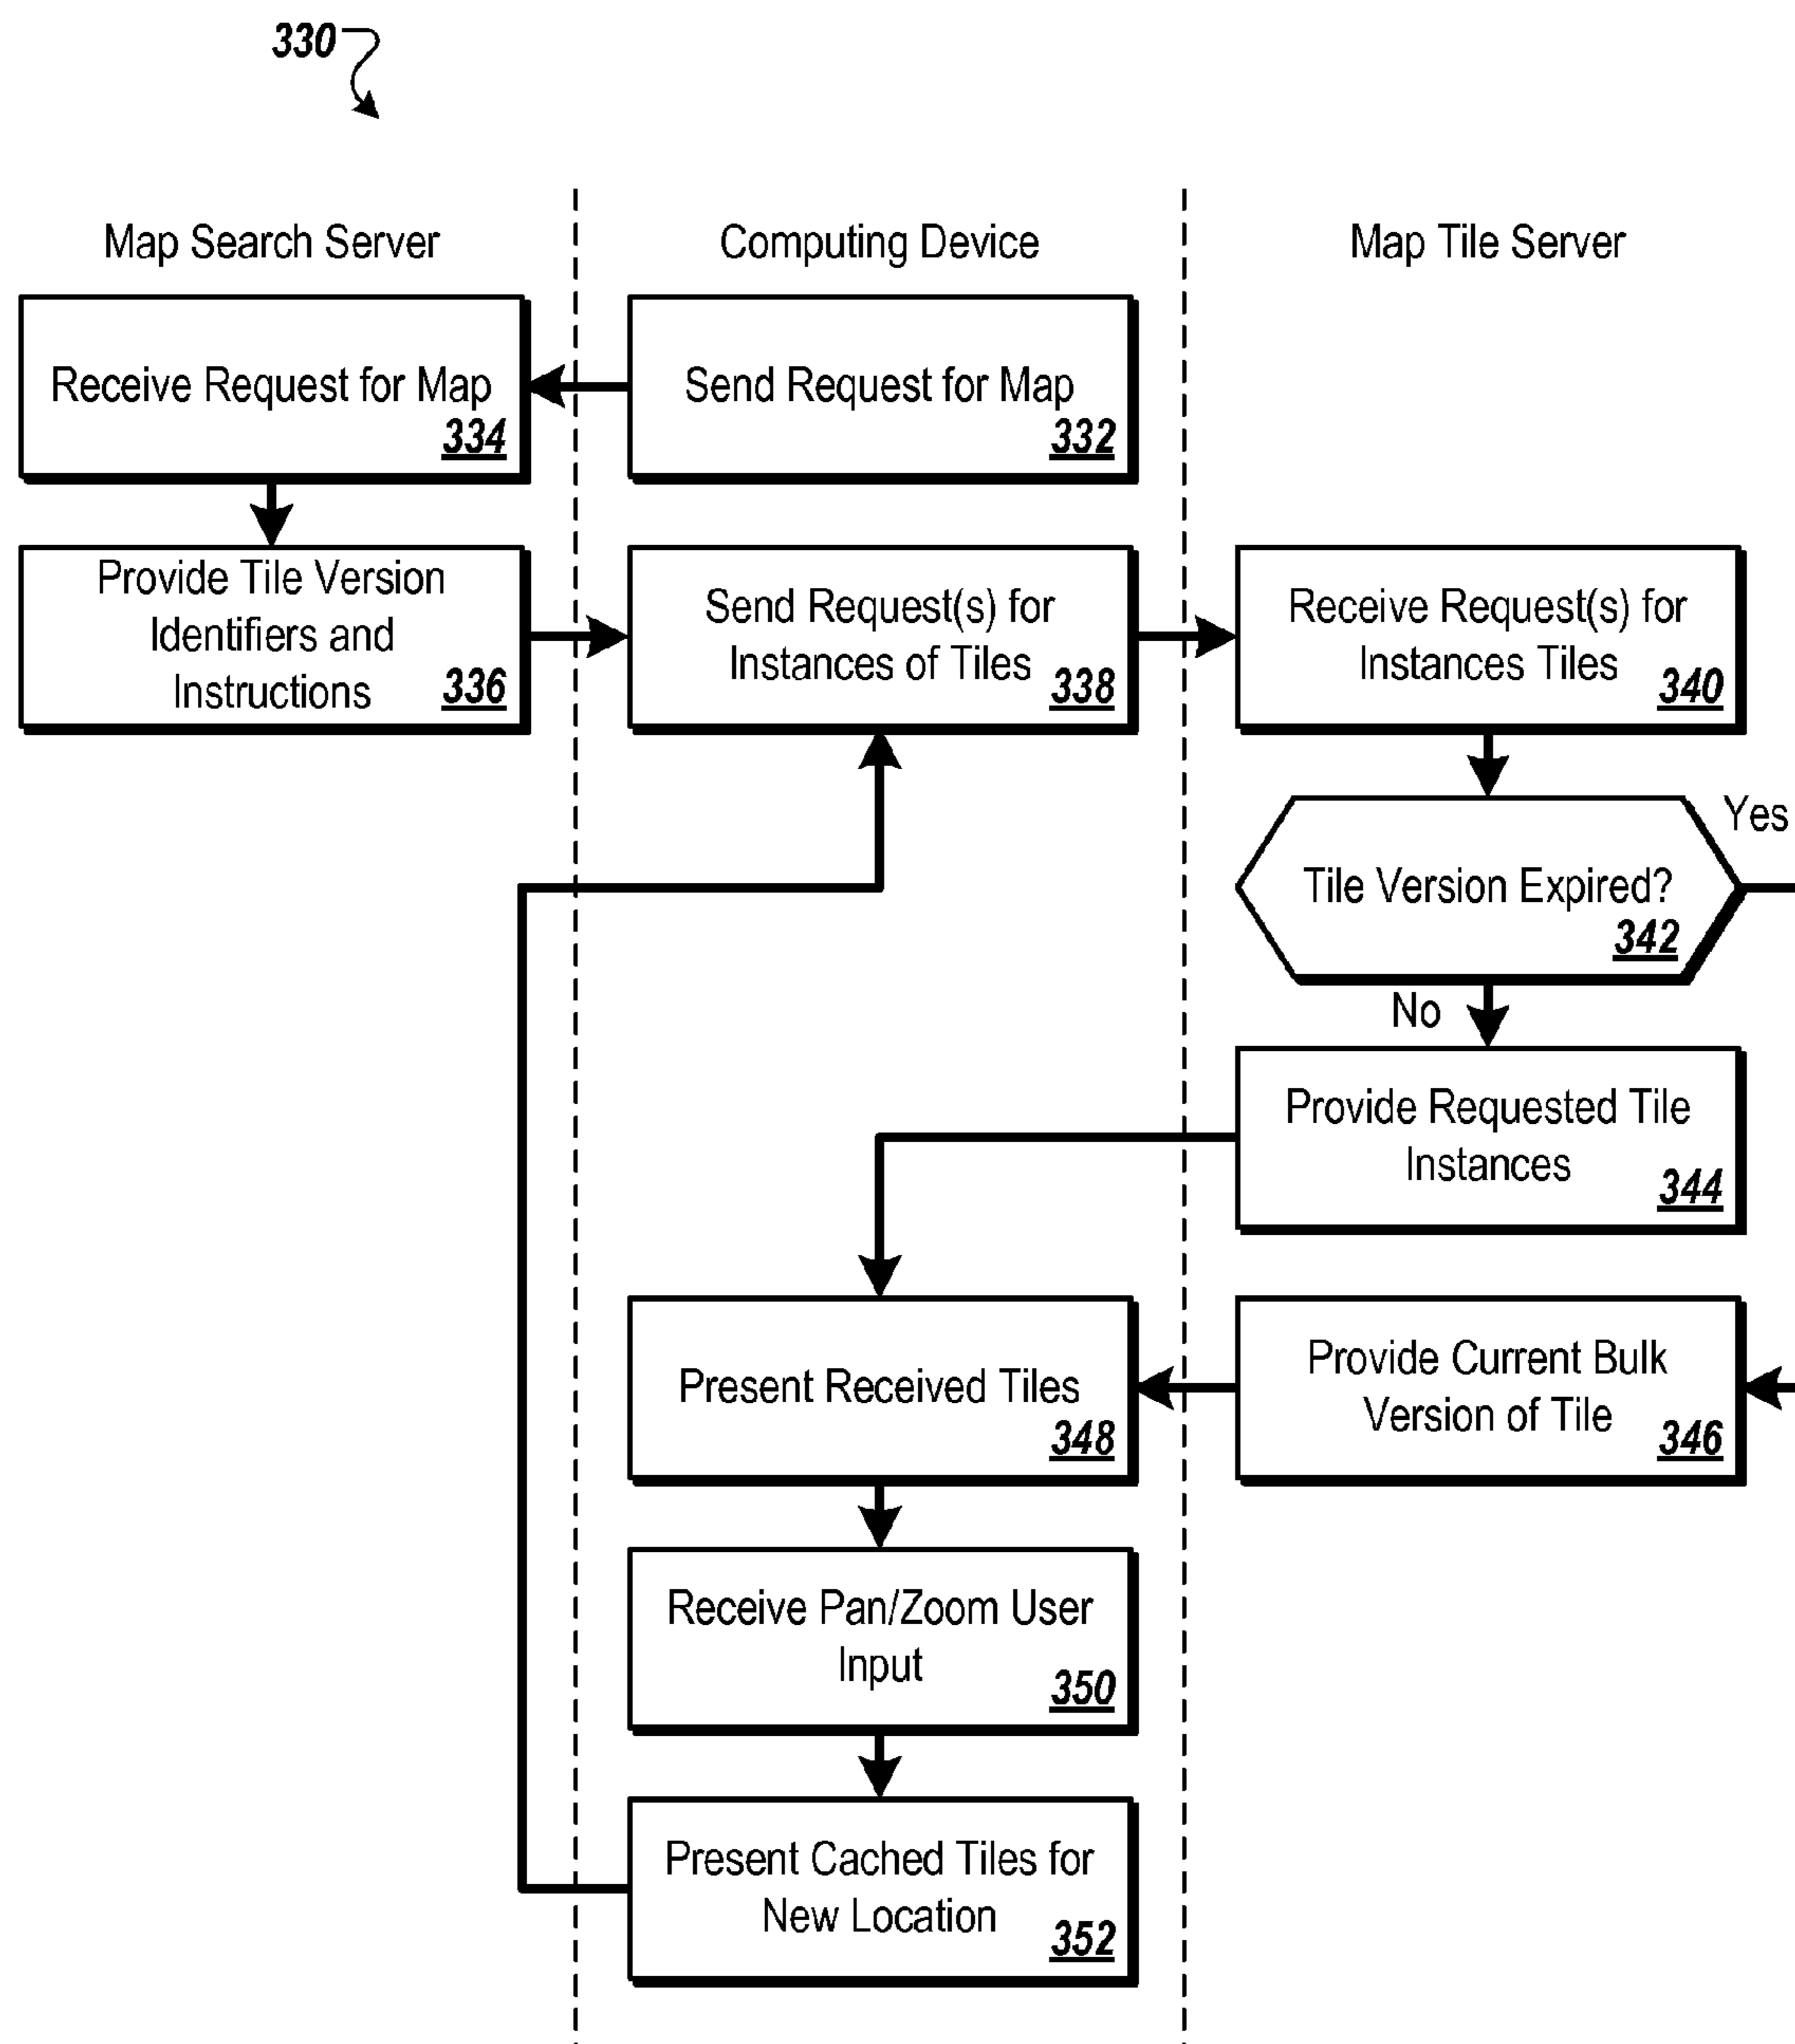 330
Map Search Server
Computing Device
Map Tile Server
Receive Request for Map
334
Send Request for Map
332
Provide Tile Version
Identifiers and
Instructions
336
Send Request(s) for
Instances of Tiles
338
Receive Request(s) for
Instances Tiles
340
Tile Version Expired?
342
Yes
No
Provide Requested Tile
Instances
344
Present Received Tiles
348
Provide Current Bulk
Version of Tile
346
Receive Pan/Zoom User
Input
350
Present Cached Tiles for
New Location
352